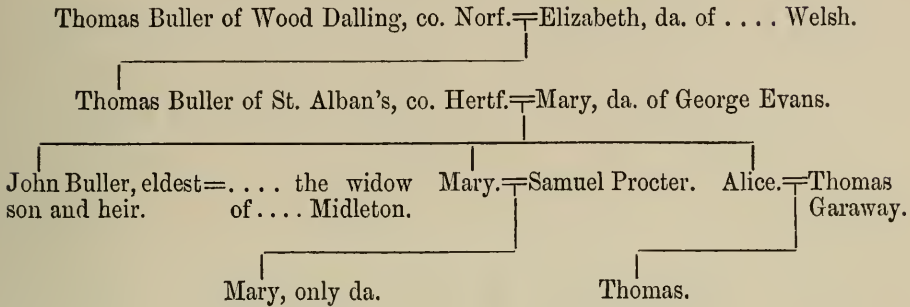 Thomas Buller of Wood Dalling, co. Norf.=Elizabeth, da. of . . . . Welsh.
Thomas Buller of St. Alban's, co. Hertf.=Mary, da. of George Evans.
John Buller, eldest=. . . . the widow Mary.=Samuel Procter. Alice.=Thomas
son and heir. of . . . . Midleton. Garaway.
Mary, only da. Thomas.